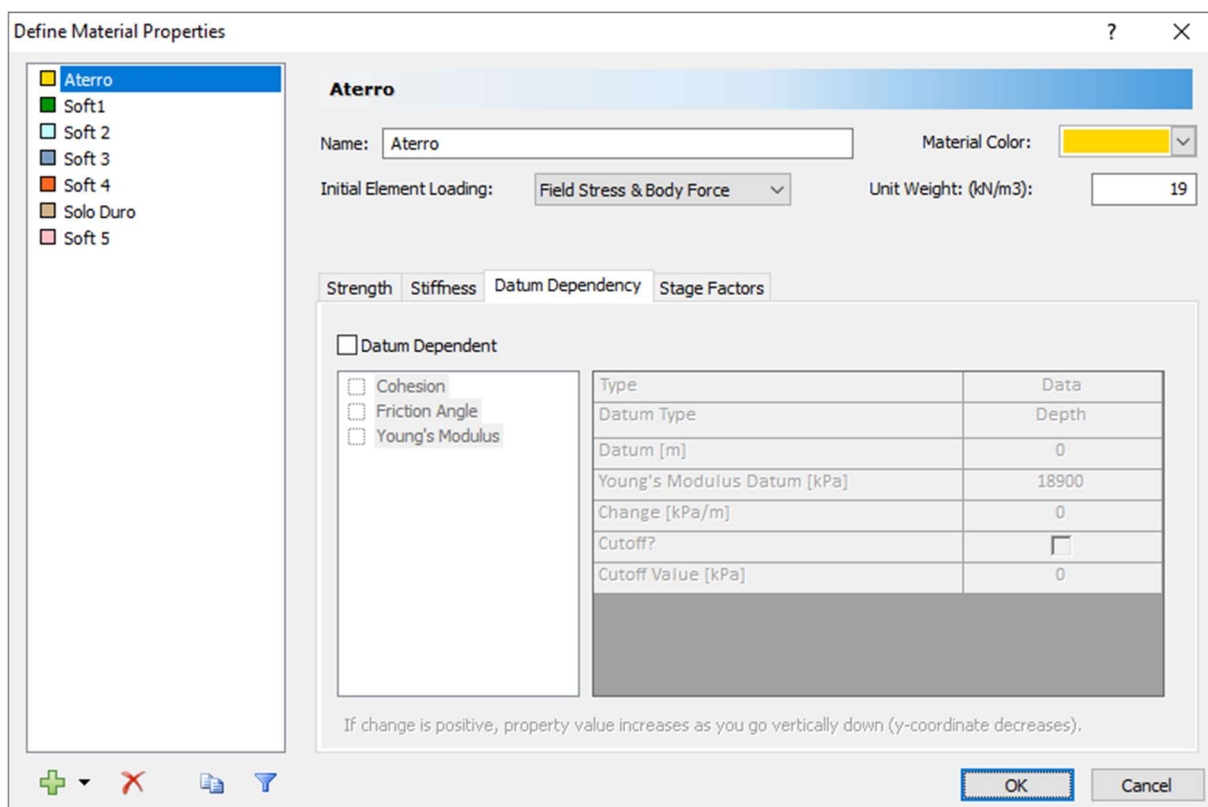 Define Material Properties
?
Aterro
Soft1
Soft 2
Soft 3
Soft 4
Solo Duro
Soft 5
Aterro
Name: Aterro
Material Color:
Initial Element Loading: Field Stress & Body Force
Unit Weight: (kN/m3): 19
Strength Stiffness Datum Dependency Stage Factors
Datum Dependent
Cohesion
Friction Angle
Young's Modulus
Type Data
Datum Type Depth
Datum [m] 0
Young's Modulus Datum [kPa] 18900
Change [kPa/m] 0
Cutoff?
Cutoff Value [kPa] 0
If change is positive, property value increases as you go vertically down (y-coordinate decreases).
OK Cancel